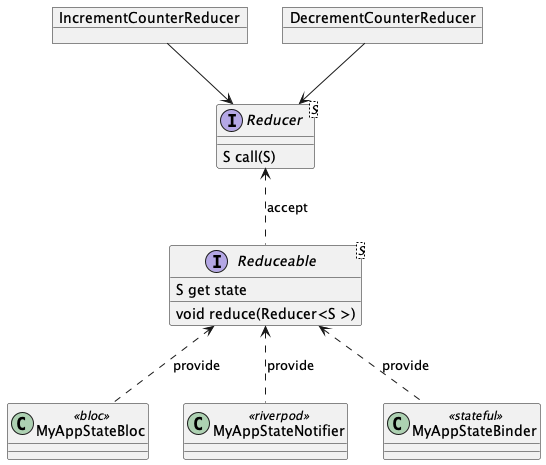 IncrementCounterReducer
DecrementCounterReducer
I Reducer S
S call(S)
accept
I Reduceable S
S get state
void reduce(Reducer<S >)
provide
provide
provide
C «bloc»
MyAppStateBloc
C «riverpod»
MyAppStateNotifier
C «stateful»
MyAppStateBinder